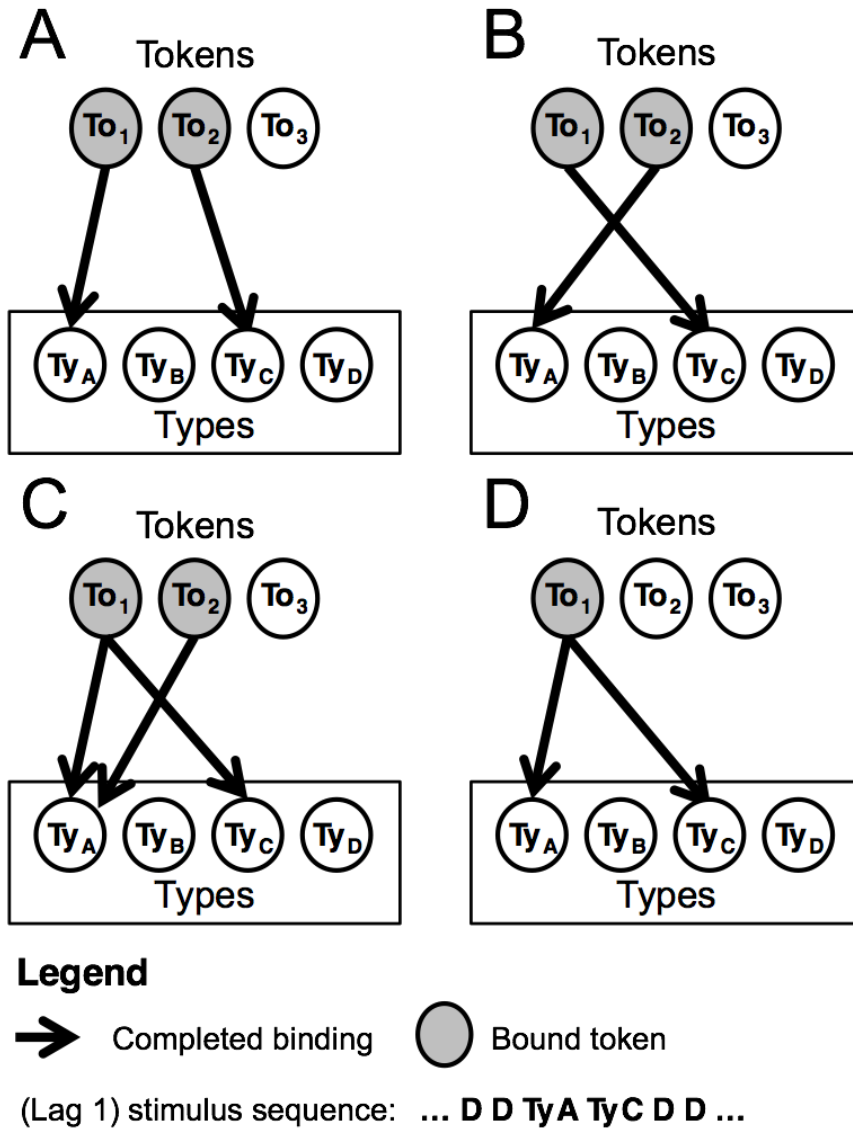 A
Tokens
To1 To2 To3
TyA TyB TyC TyD
Types
B
Tokens
To1 To2 To3
TyA TyB TyC TyD
Types
C
Tokens
To1 To2 To3
TyA TyB TyC TyD
Types
D
Tokens
To1 To2 To3
TyA TyB TyC TyD
Types
Legend
Completed binding
Bound token
(Lag 1) stimulus sequence: ... D D TyA TyC D D ...